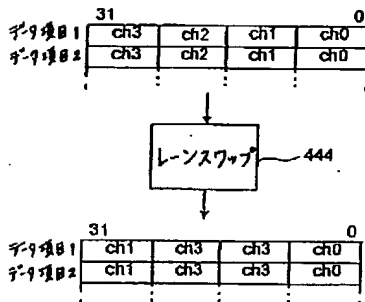 31 0
データ項目1 ch3 ch2 ch1 ch0
データ項目2 ch3 ch2 ch1 ch0
レーンスワップ 444
31 0
データ項目1 ch1 ch3 ch3 ch0
データ項目2 ch1 ch3 ch3 ch0